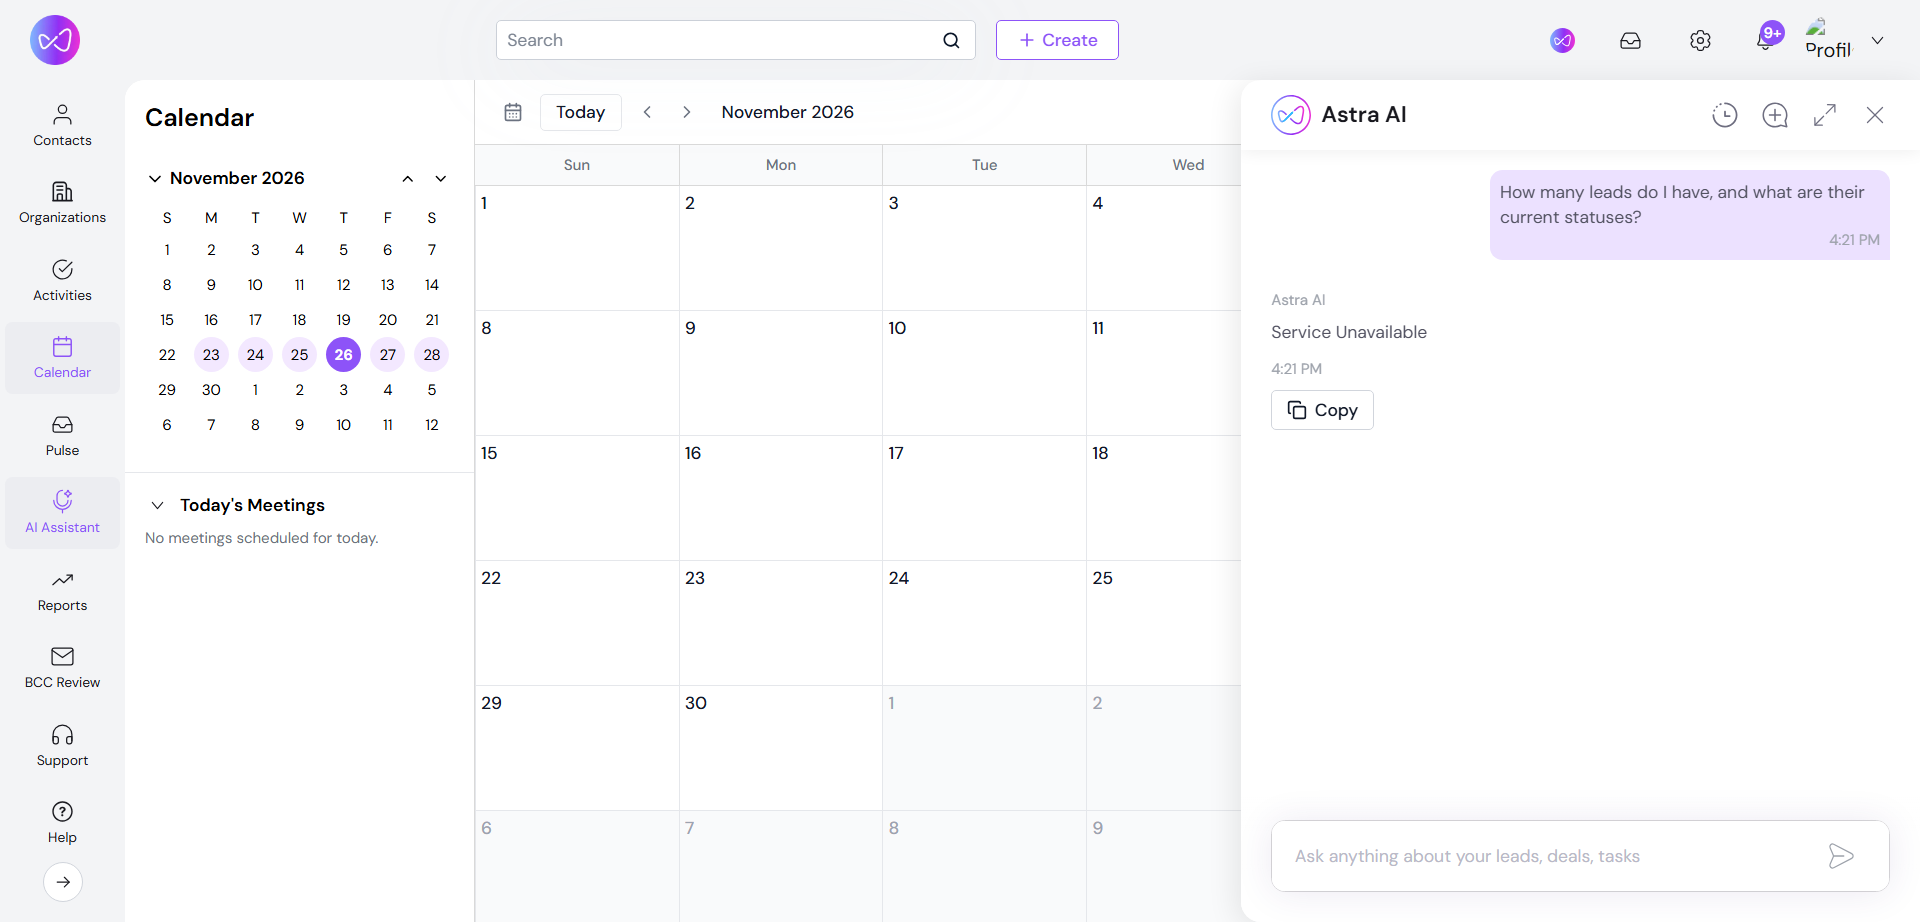 Search
Create
9+
Profil
Contacts
Organizations
Activities
Calendar
Pulse
AI Assistant
Reports
BCC Review
Support
Help
Calendar
November 2026
S M T W T F S
1 2 3 4 5 6 7
8 9 10 11 12 13 14
15 16 17 18 19 20 21
22 23 24 25 26 27 28
29 30 1 2 3 4 5
6 7 8 9 10 11 12
Today's Meetings
No meetings scheduled for today.
Today
November 2026
Sun Mon Tue Wed
1 2 3 4
8 9 10 11
15 16 17 18
22 23 24 25
29 30 1 2
6 7 8 9
Astra AI
How many leads do I have, and what are their
current statuses?
4:21 PM
Astra AI
Service Unavailable
4:21 PM
Copy
Ask anything about your leads, deals, tasks